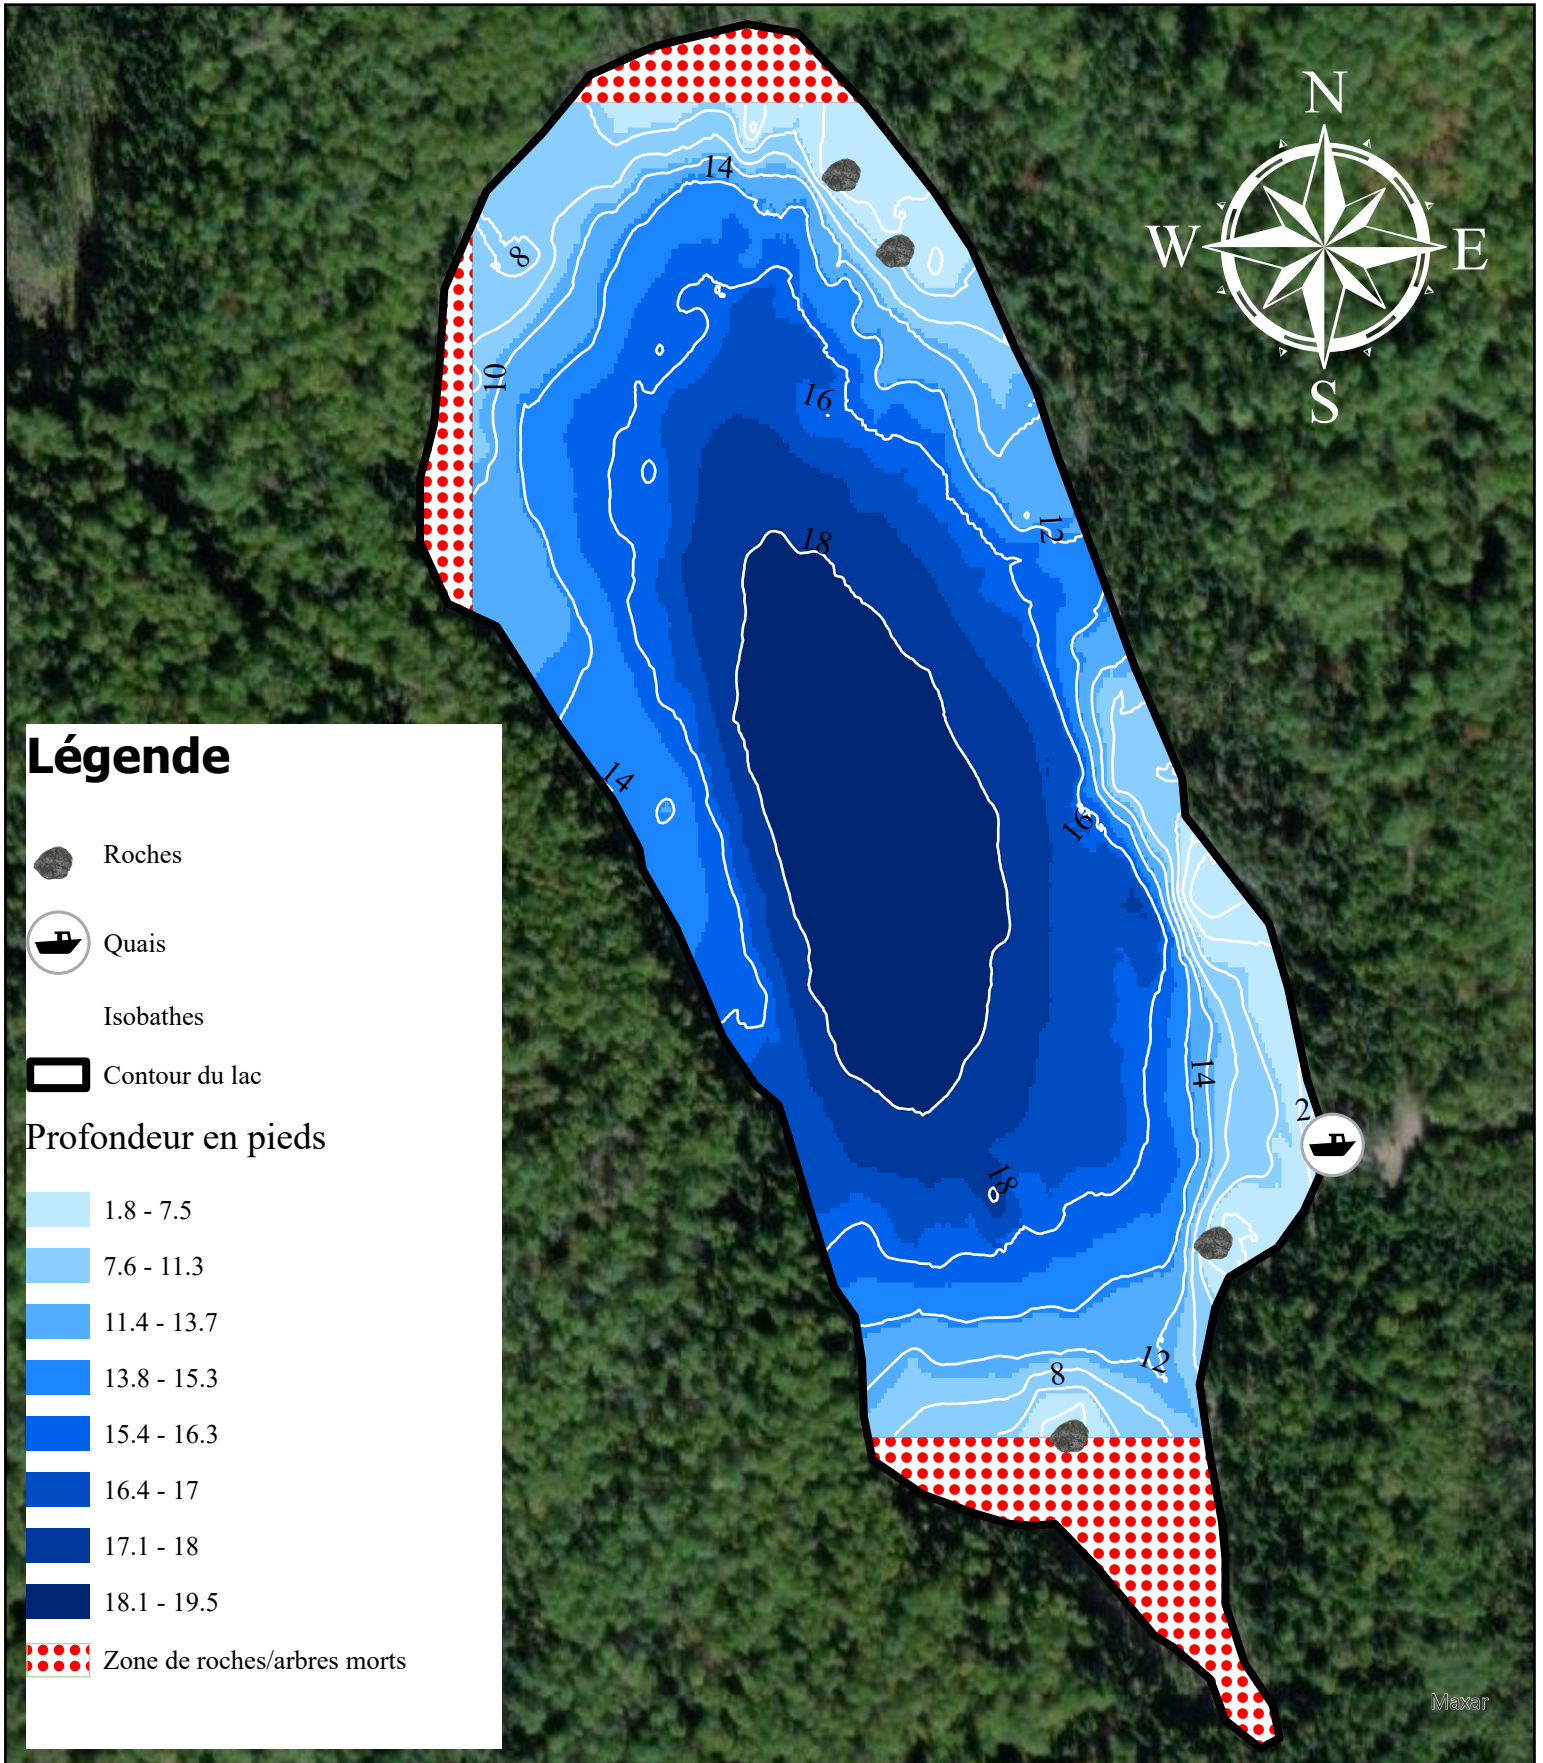 N
W
E
S
14
8
10
16
18
12
14
16
14
2
18
12
8
Légende
Roches
Quais
Isobathes
Contour du lac
Profondeur en pieds
1.8 - 7.5
7.6 - 11.3
11.4 - 13.7
13.8 - 15.3
15.4 - 16.3
16.4 - 17
17.1 - 18
18.1 - 19.5
Zone de roches/arbres morts
Maxar